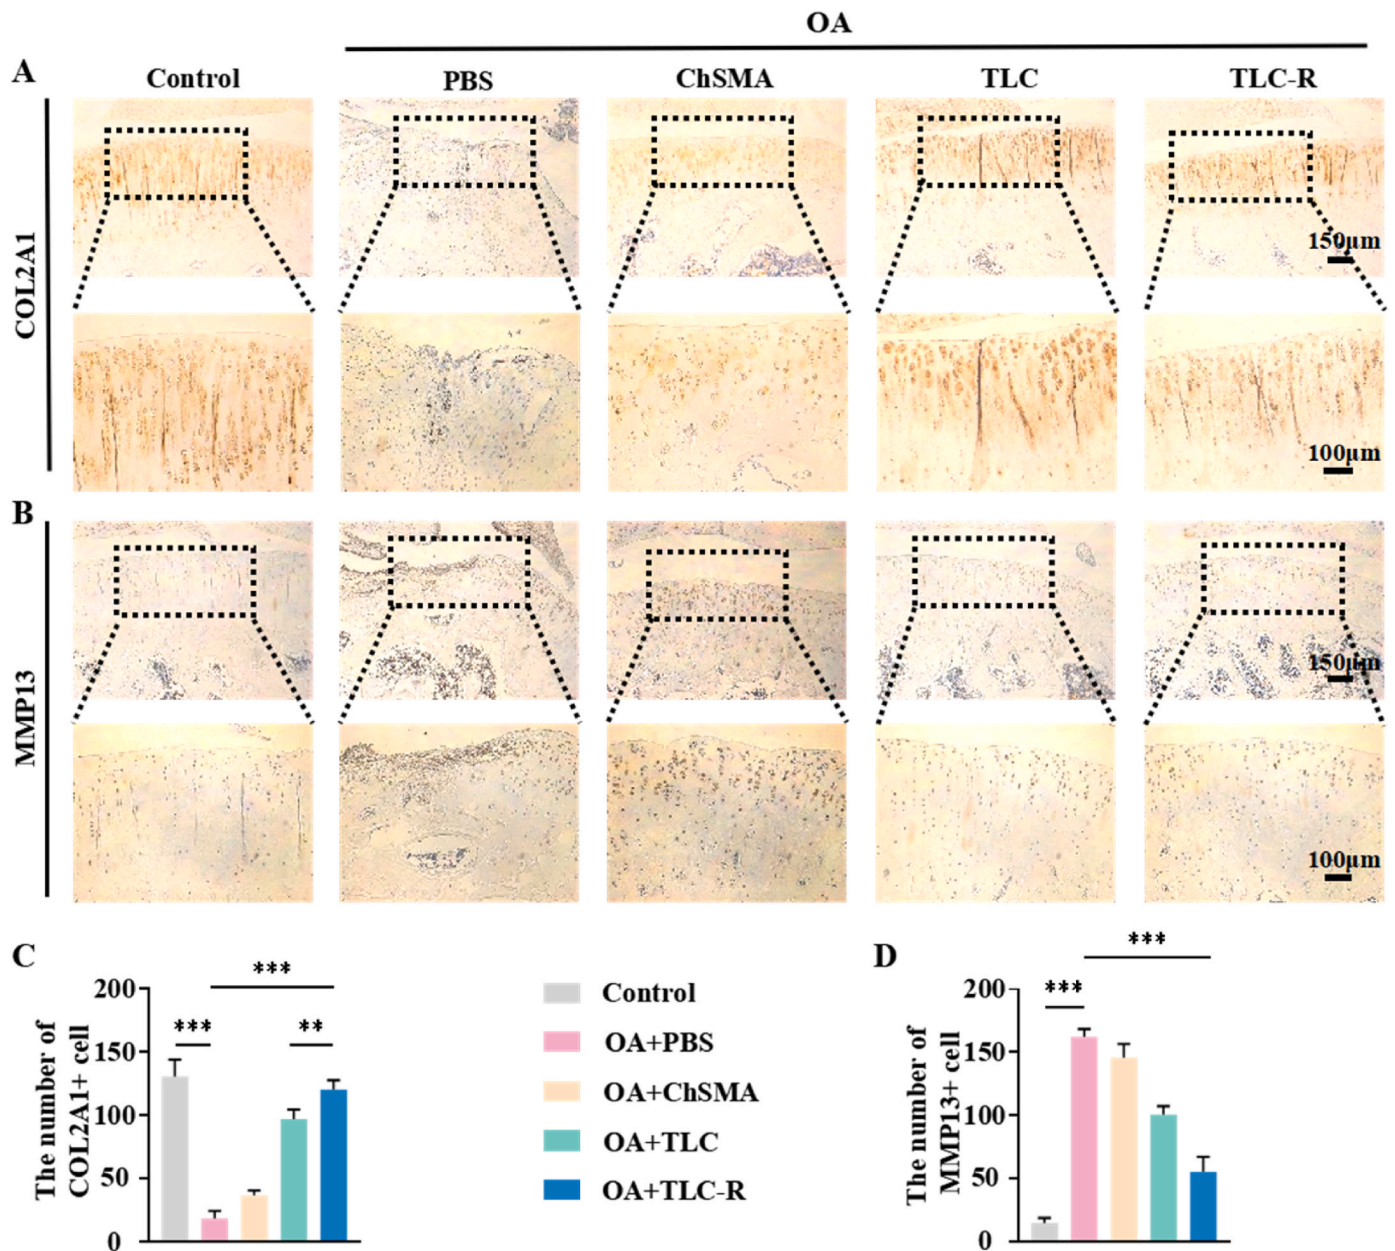 OA
A
Control
PBS
ChSMA
TLC
TLC-R
COL2A1
150μm
100μm
B
MMP13
150μm
100μm
C
The number of
COL2A1+ cell
200
150
100
50
0
***
***
**
Control
OA+PBS
OA+ChSMA
OA+TLC
OA+TLC-R
D
The number of
MMP13+ cell
200
150
100
50
0
***
***